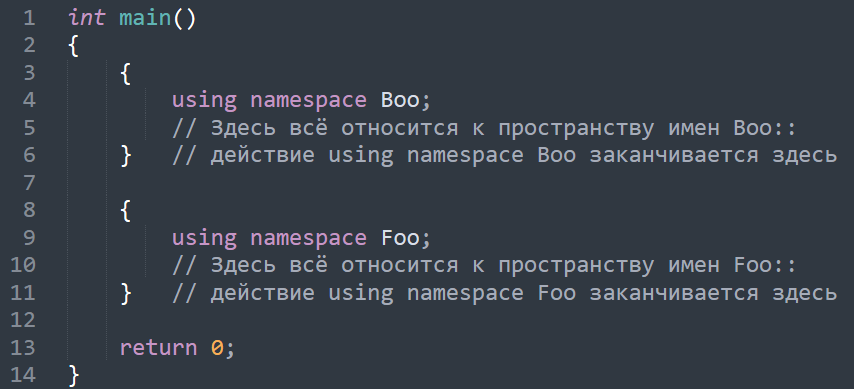 1 int main()
2 {
3 {
4 using namespace Boo;
5 // Здесь всё относится к пространству имен Boo::
6 } // действие using namespace Boo заканчивается здесь
7
8 {
9 using namespace Foo;
10 // Здесь всё относится к пространству имен Foo::
11 } // действие using namespace Foo заканчивается здесь
12
13 return 0;
14 }